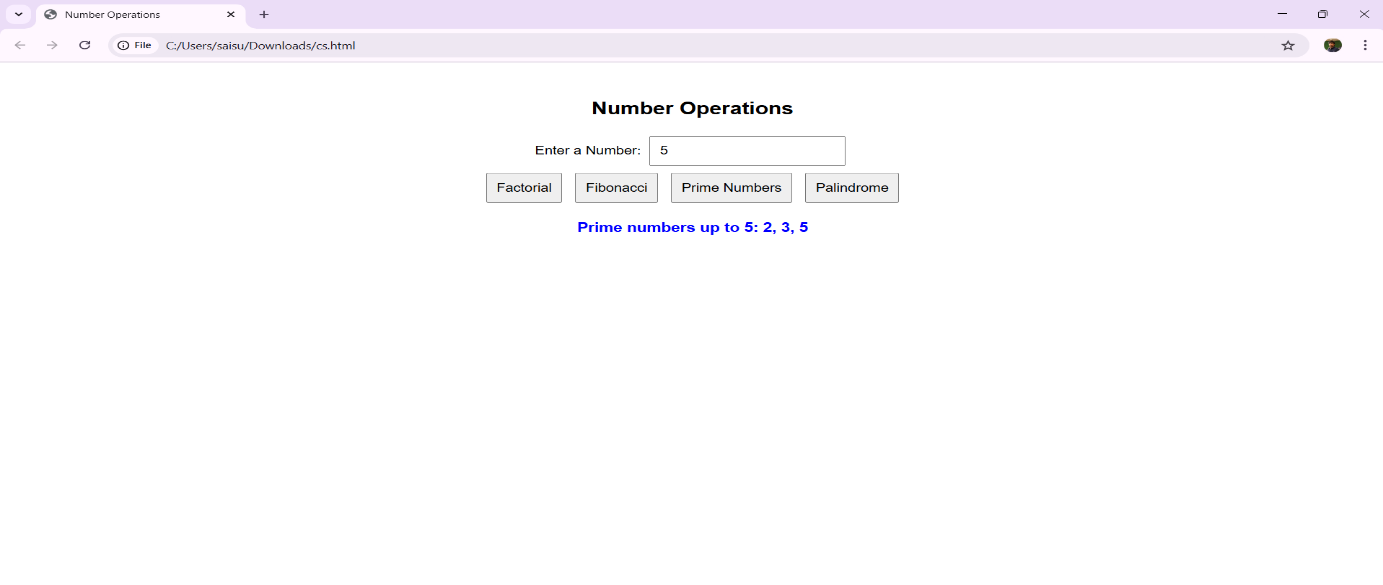 Number Operations
File C:/Users/saisu/Downloads/cs.html
Number Operations
Enter a Number: 5
Factorial Fibonacci Prime Numbers Palindrome
Prime numbers up to 5: 2, 3, 5